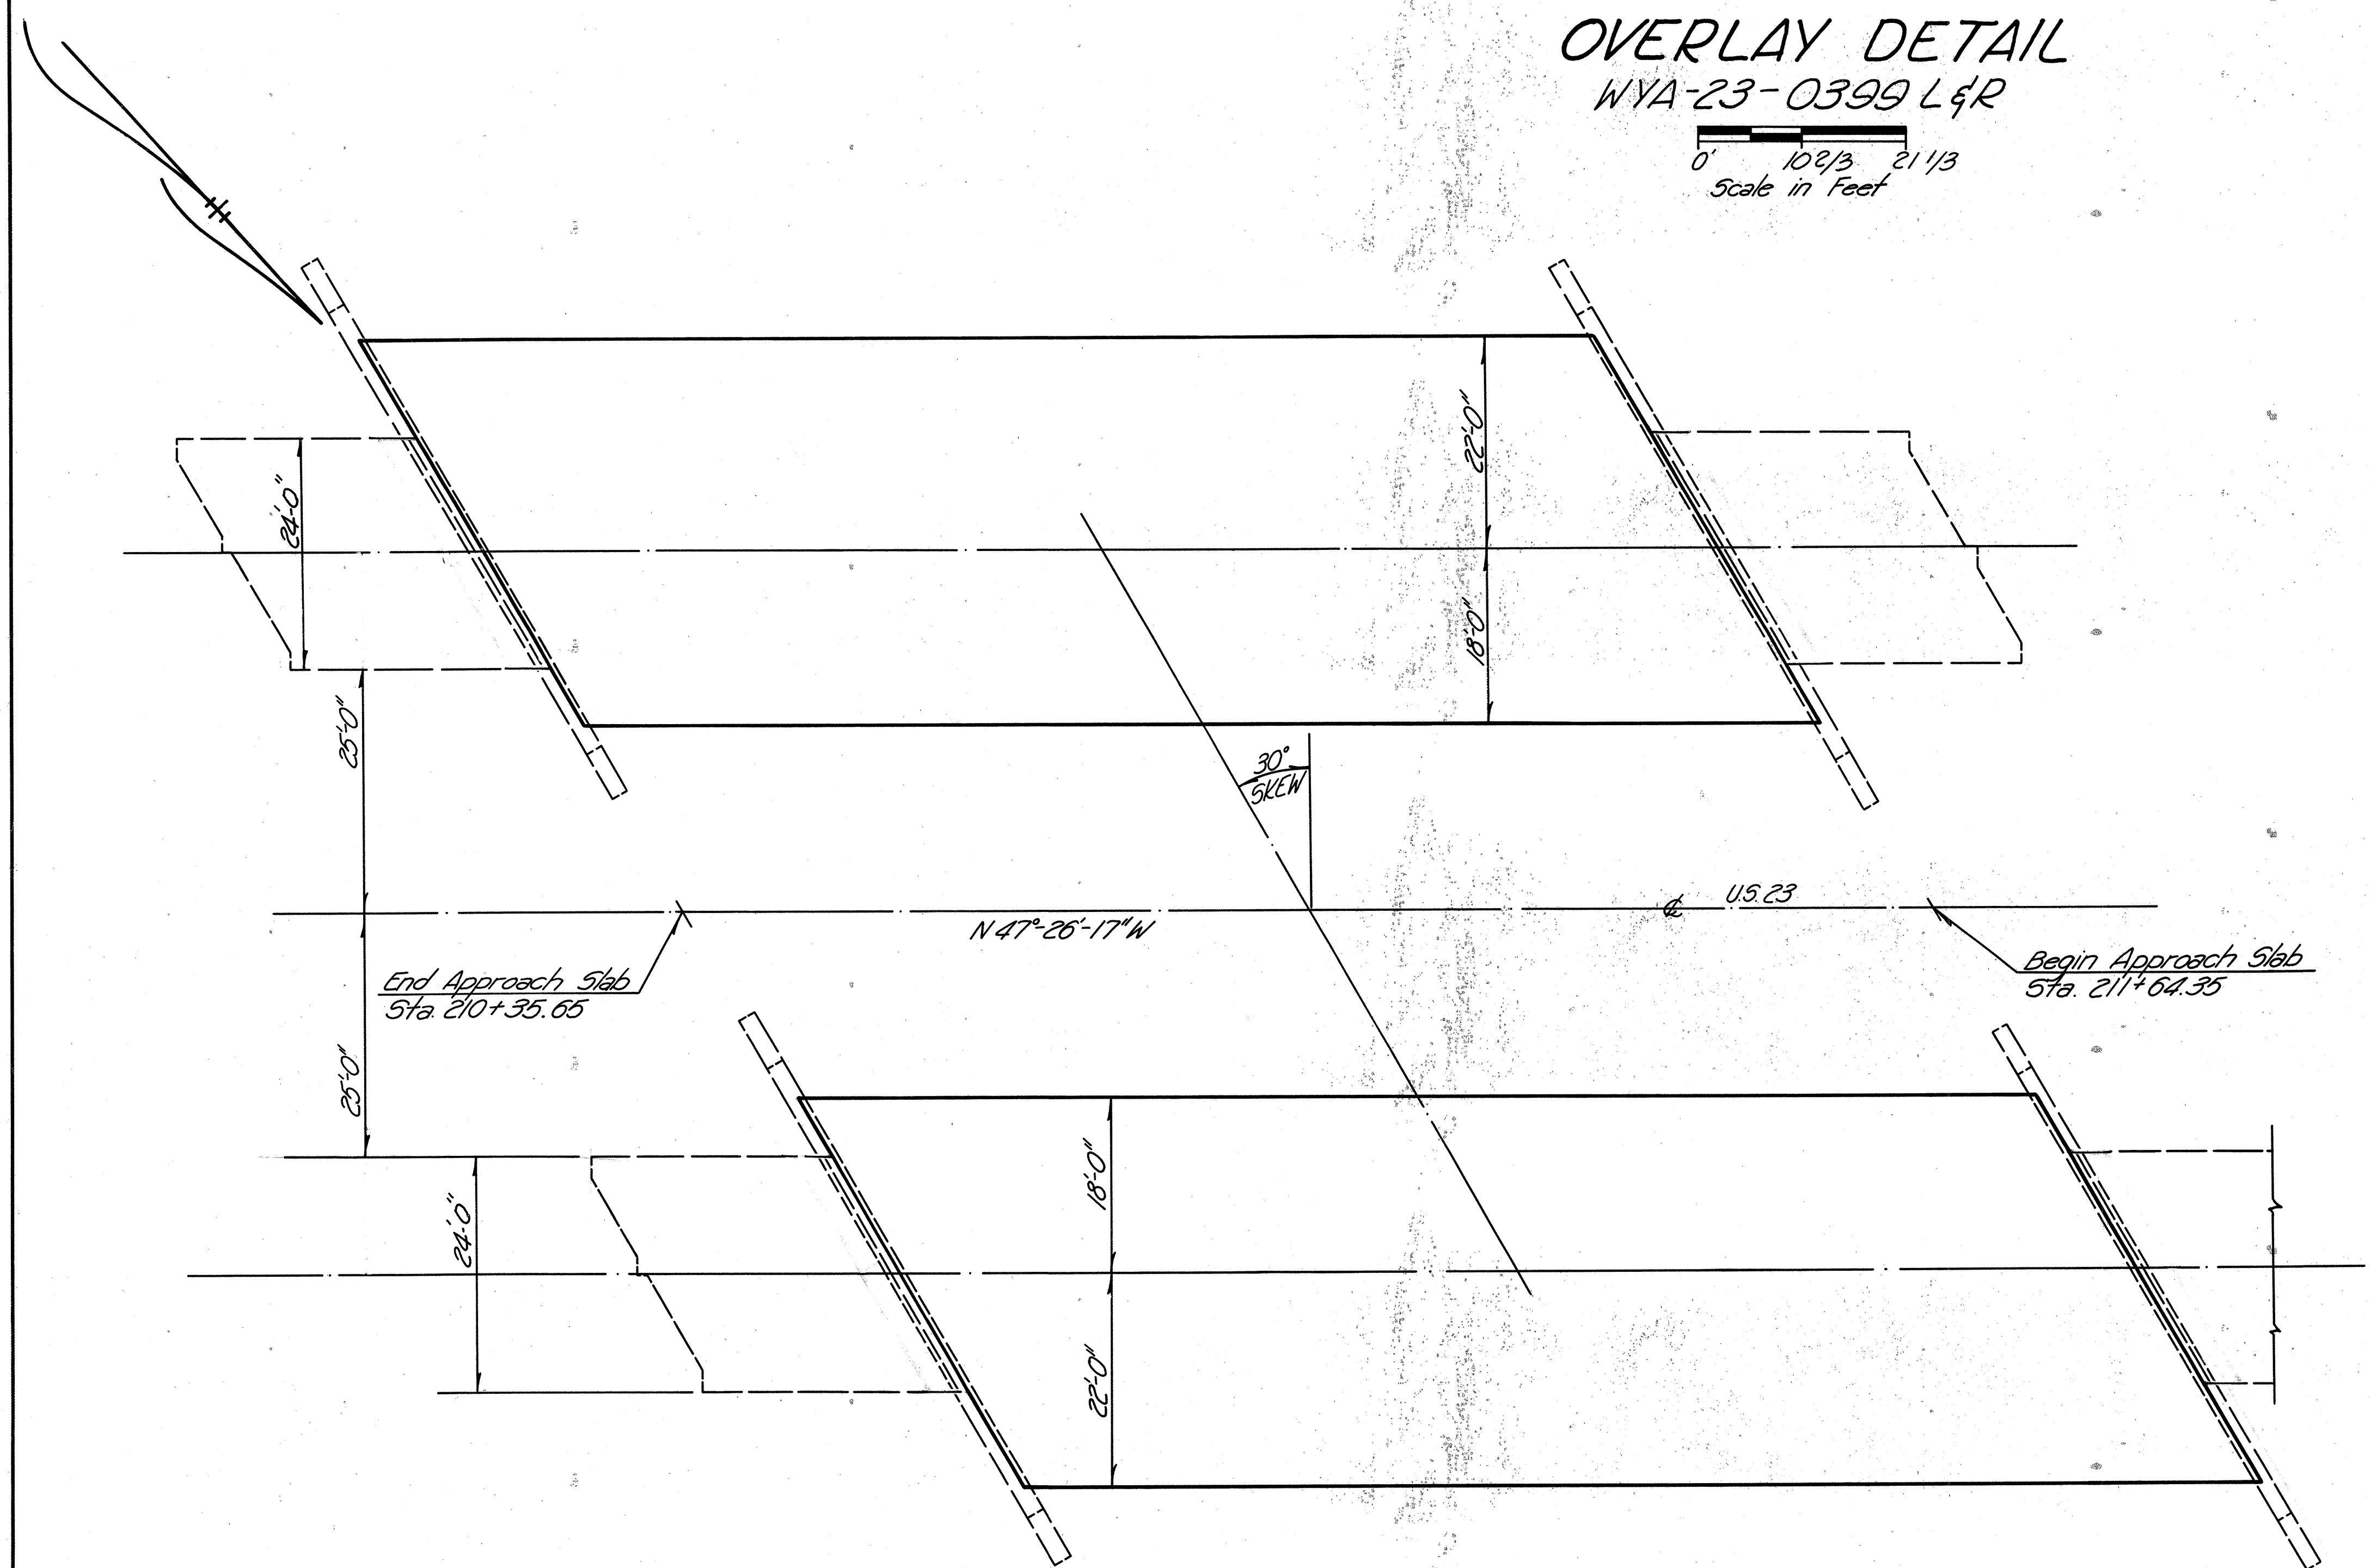 OVERLAY DETAIL
WYA-23-0399 L&R
0' 10 2/3 21 1/3
Scale in Feet
22'-0"
24'-0"
18'-0"
25'-0"
30°
SKEW
℄ U.S. 23
N 47°-26'-17" W
End Approach Slab
Sta. 210+35.65
Begin Approach Slab
Sta. 211+64.35
25'-0"
18'-0"
24'-0"
22'-0"